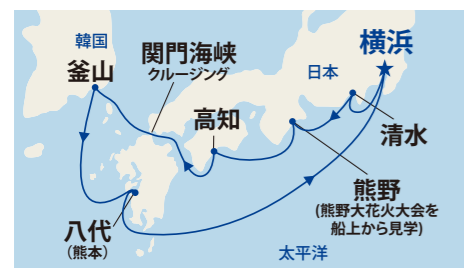 韓国
釜山
関門海峡
クルージング
高知
日本
横浜
清水
熊野
(熊野大花火大会を
船上から見学)
八代
(熊本)
太平洋